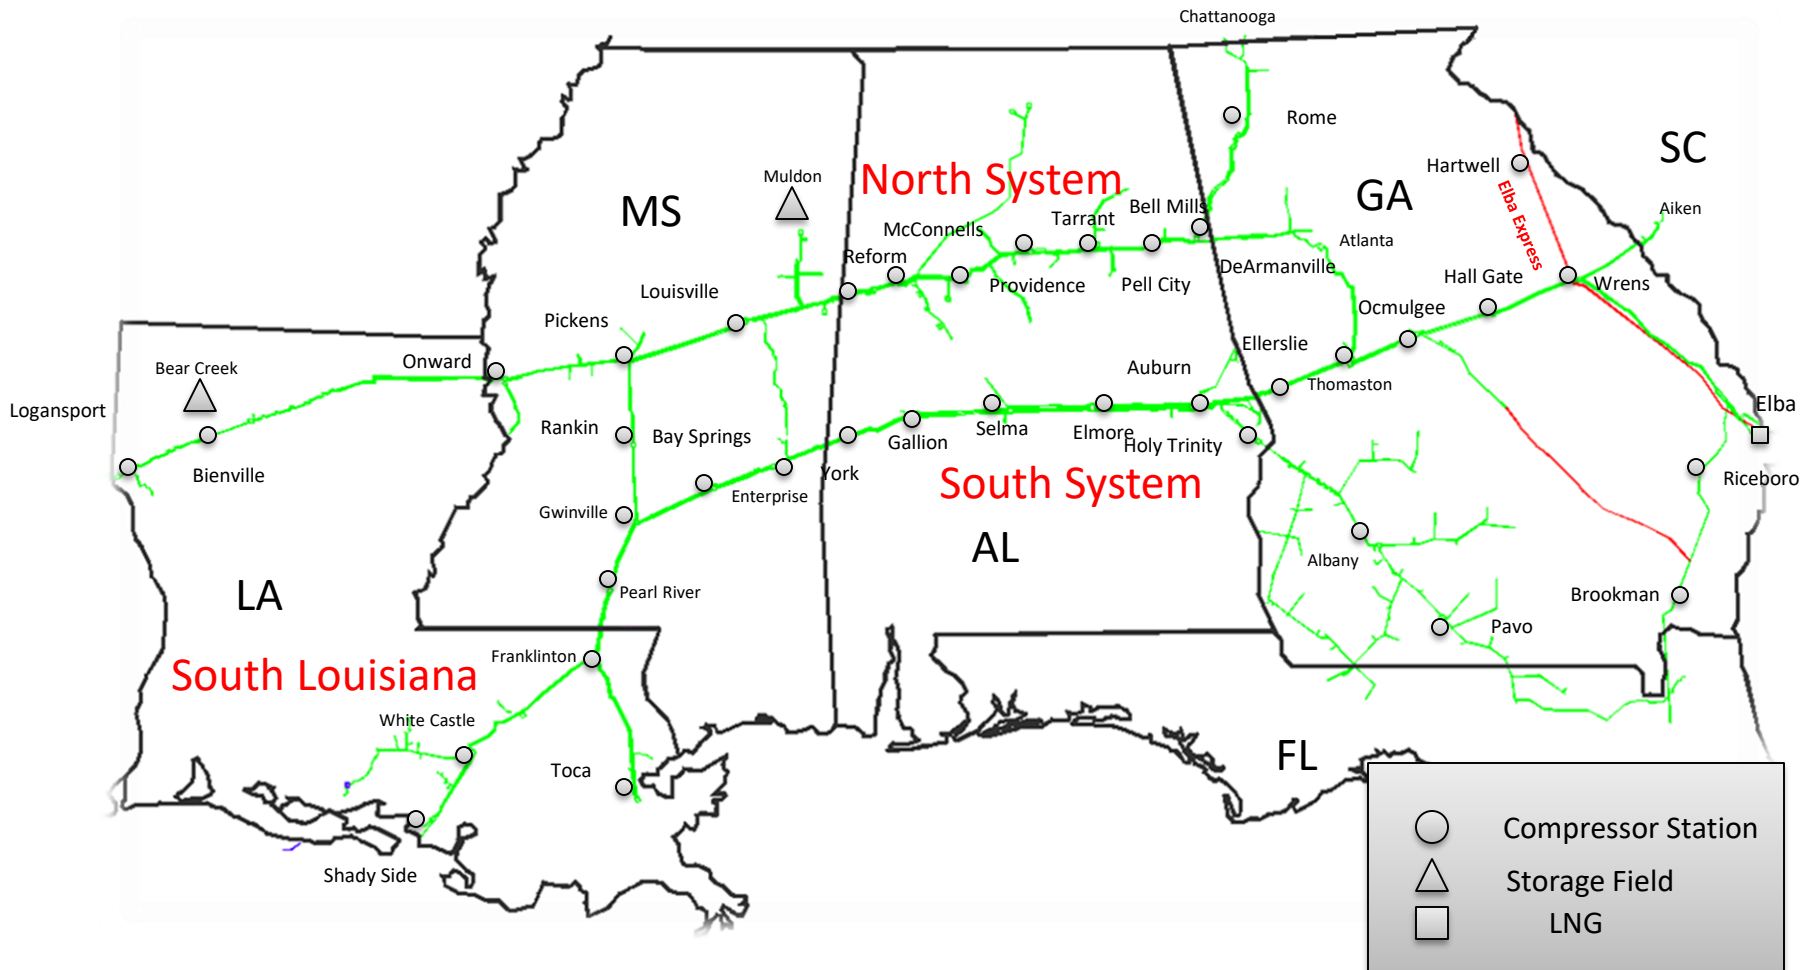 Chattanooga
Rome
SC
Hartwell
Muldon
North System
GA
MS
Elba Express
Aiken
Bell Mills
Tarrant
McConnells
Atlanta
Reform
DeArmanville
Hall Gate
Wrens
Louisville
Providence
Pell City
Ocmulgee
Pickens
Ellerslie
Onward
Bear Creek
Auburn
Thomaston
Logansport
Elba
Rankin
Bay Springs
Gallion
Selma
Elmore
Holy Trinity
Bienville
York
South System
Riceboro
Enterprise
Gwinville
AL
Albany
LA
Pearl River
Brookman
Pavo
Franklinton
South Louisiana
White Castle
Toca
FL
Shady Side
Compressor Station
Storage Field
LNG